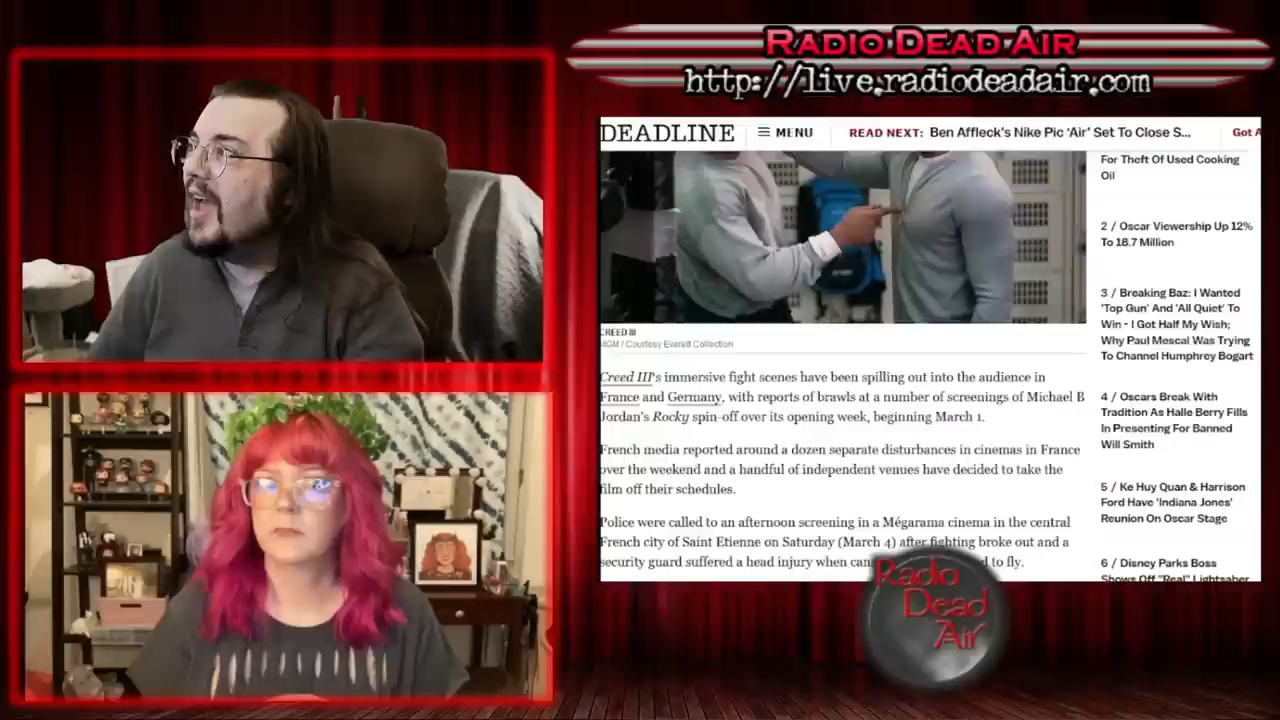 RADIO DEAD AIR
http://live.radiodeadair.com
DEADLINE
MENU
READ NEXT: Ben Affleck's Nike Pic 'Air' Set To Close S...
Got A
For Theft Of Used Cooking
Oil
2 / Oscar Viewership Up 12%
To 18.7 Million
3 / Breaking Baz: I Wanted
'Top Gun' And 'All Quiet' To
Win - I Got Half My Wish;
Why Paul Mescal Was Trying
To Channel Humphrey Bogart
4 / Oscars Break With
Tradition As Halle Berry Fills
In Presenting For Banned
Will Smith
5 / Ke Huy Quan & Harrison
Ford Have 'Indiana Jones'
Reunion On Oscar Stage
6 / Disney Parks Boss
Shows Off "Real" Lightsaber
CREED III
MGM / Courtesy Everett Collection
Creed III's immersive fight scenes have been spilling out into the audience in
France and Germany, with reports of brawls at a number of screenings of Michael B
Jordan's Rocky spin-off over its opening week, beginning March 1.
French media reported around a dozen separate disturbances in cinemas in France
over the weekend and a handful of independent venues have decided to take the
film off their schedules.
Police were called to an afternoon screening in a Mégarama cinema in the central
French city of Saint Etienne on Saturday (March 4) after fighting broke out and a
security guard suffered a head injury when can d to fly.
Radio
Dead
Air